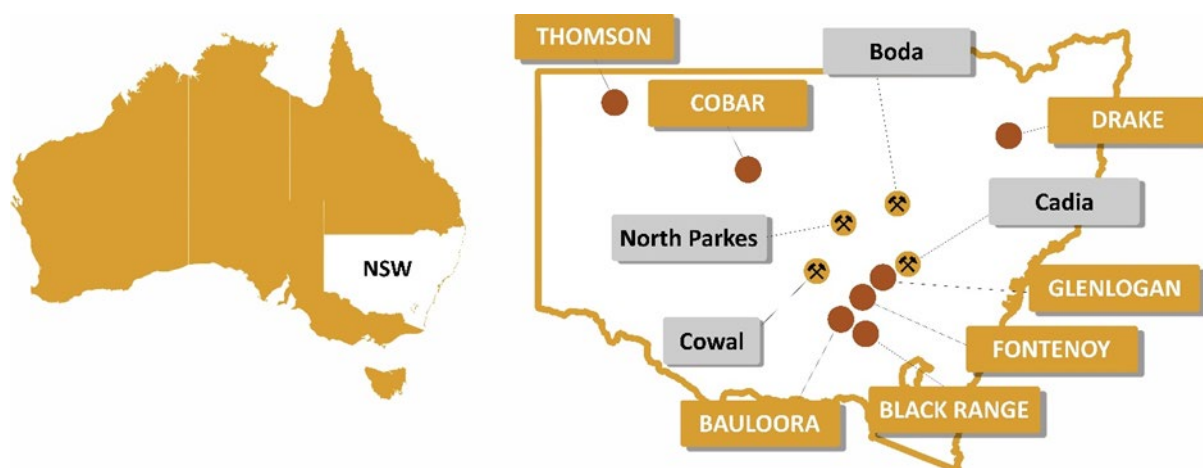 NSW
THOMSON
Boda
COBAR
DRAKE
Cadia
North Parkes
GLENLOGAN
Cowal
FONTENOY
BLACK RANGE
BAULOORA